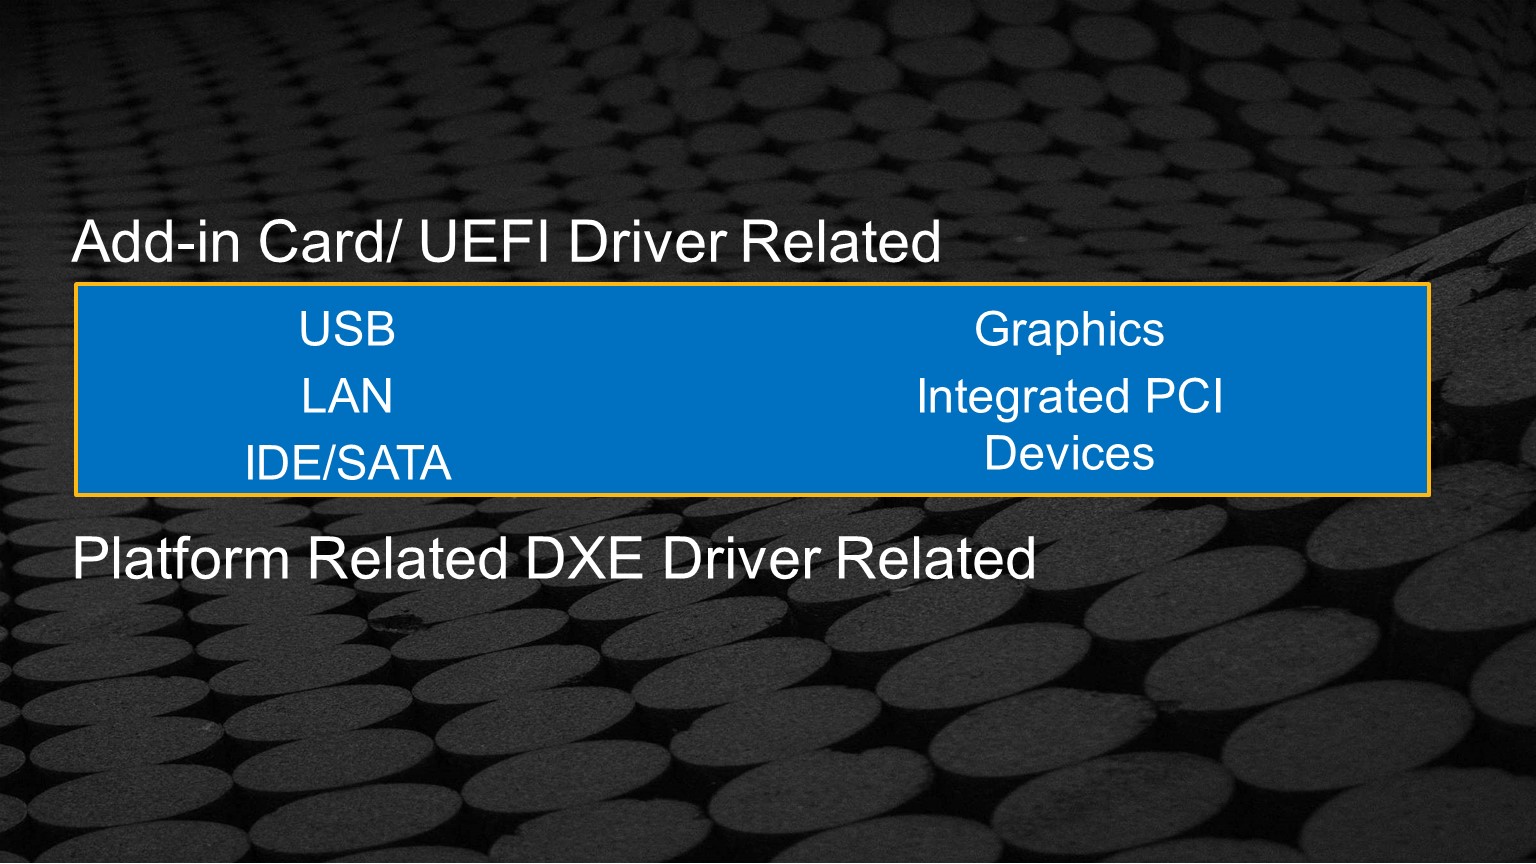 Add-in Card/ UEFI Driver Related
USB
LAN
IDE/SATA
Graphics
Integrated PCI
Devices
Platform Related DXE Driver Related